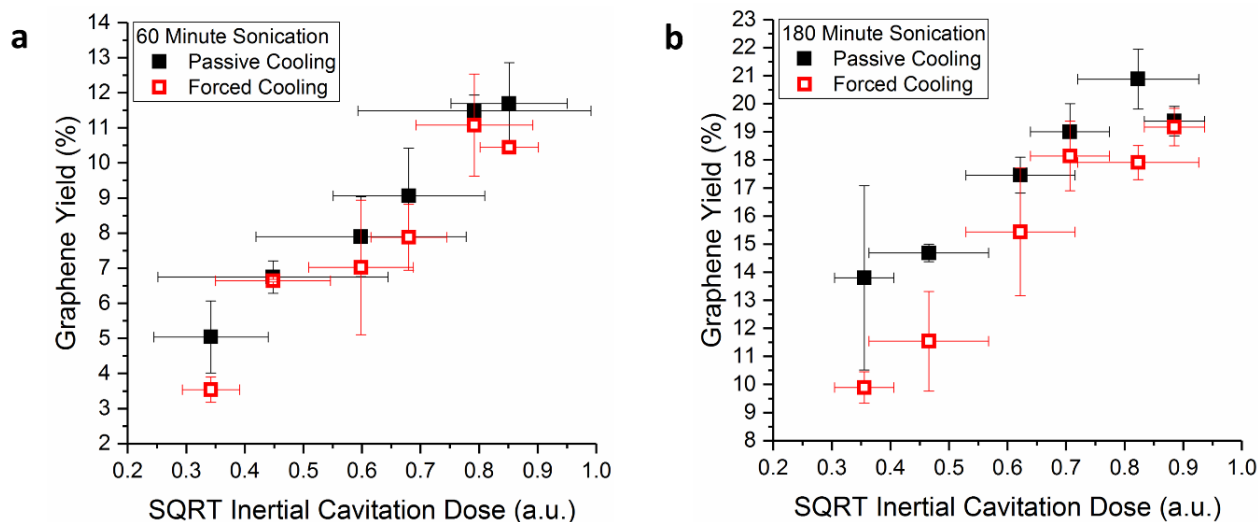 a
60 Minute Sonication
Passive Cooling
Forced Cooling
14
13
12
11
10
9
8
7
6
5
4
3
2
Graphene Yield (%)
0.2 0.3 0.4 0.5 0.6 0.7 0.8 0.9 1.0
SQRT Inertial Cavitation Dose (a.u.)
b
180 Minute Sonication
Passive Cooling
Forced Cooling
23
22
21
20
19
18
17
16
15
14
13
12
11
10
9
8
Graphene Yield (%)
0.2 0.3 0.4 0.5 0.6 0.7 0.8 0.9 1.0
SQRT Inertial Cavitation Dose (a.u.)